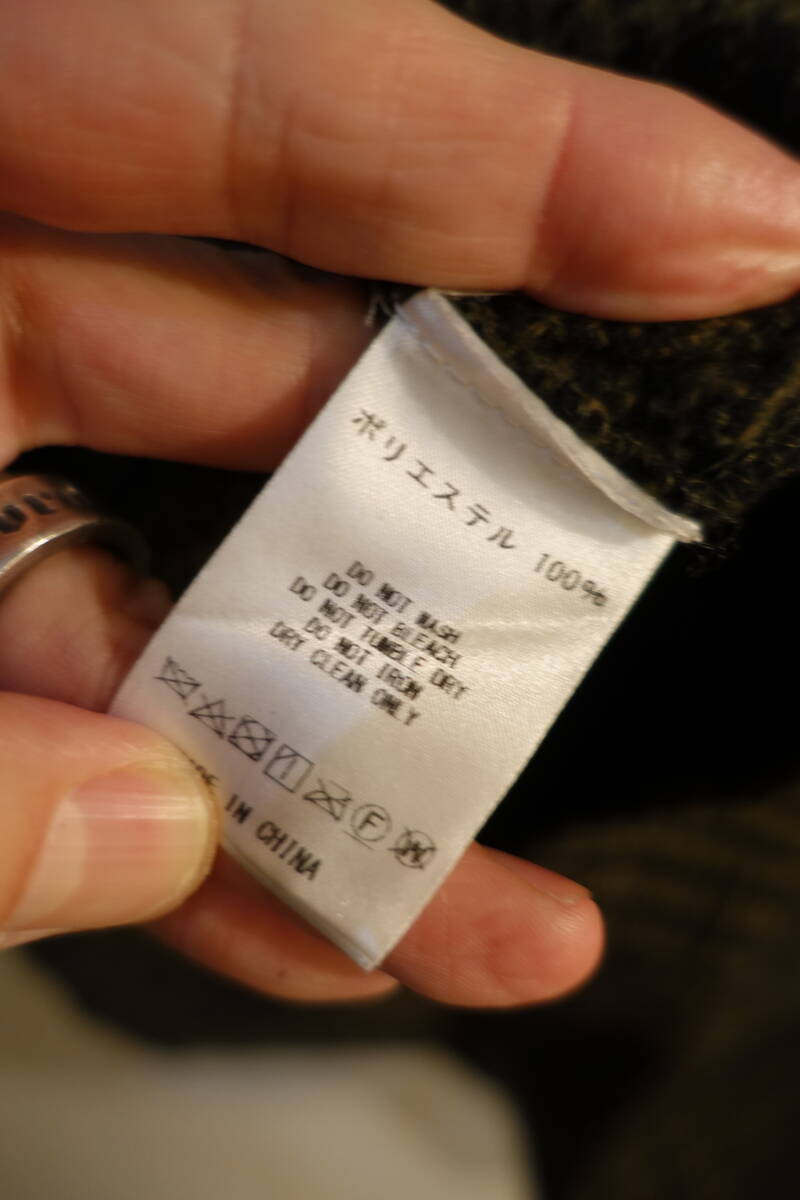 ポリエステル 100%
DO NOT WASH
DO NOT BLEACH
DO NOT TUMBLE DRY
DO NOT IRON
DRY CLEAN ONLY
F W
IN CHINA